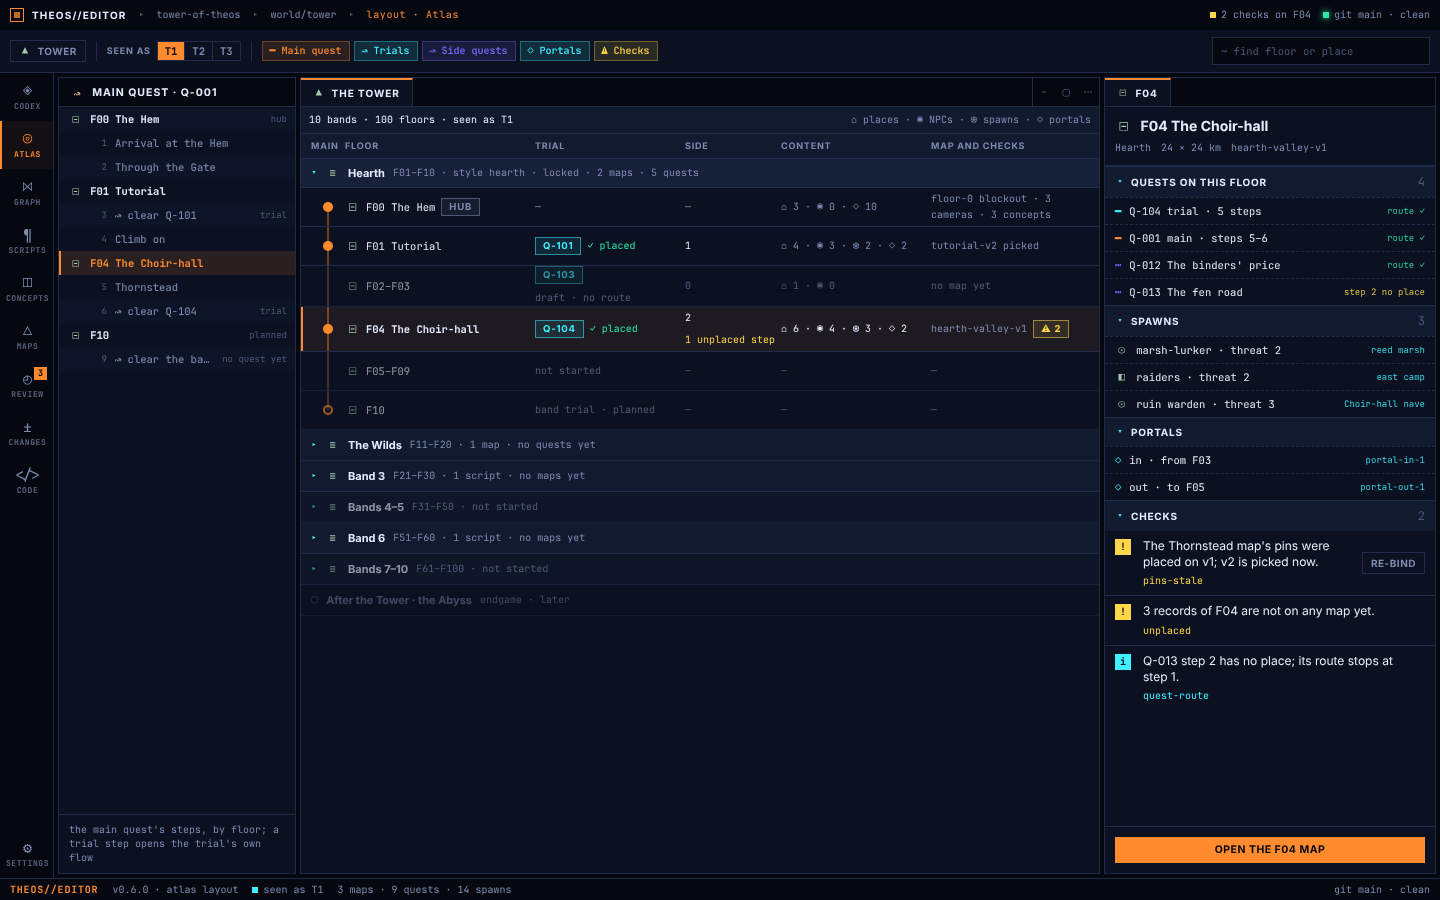 THEOS//EDITOR ‣ tower-of-theos ‣ world/tower ‣ layout · Atlas
2 checks on F04 git main · clean
▲ TOWER SEEN AS T1 T2 T3 Main quest Trials Side quests Portals Checks
~ find floor or place
CODEX
ATLAS
GRAPH
SCRIPTS
CONCEPTS
MAPS
3
REVIEW
CHANGES
</>
CODE
SETTINGS
MAIN QUEST · Q-001
F00 The Hem hub
1 Arrival at the Hem
2 Through the Gate
F01 Tutorial
3 clear Q-101 trial
4 Climb on
F04 The Choir-hall
5 Thornstead
6 clear Q-104 trial
F10 planned
9 clear the ba… no quest yet
the main quest's steps, by floor; a
trial step opens the trial's own
flow
▲ THE TOWER
10 bands · 100 floors · seen as T1
places · NPCs · spawns · portals
MAIN FLOOR TRIAL SIDE CONTENT MAP AND CHECKS
Hearth F01–F10 · style hearth · locked · 2 maps · 5 quests
F00 The Hem HUB — — 3 · 0 · 10 floor-0 blockout · 3
cameras · 3 concepts
F01 Tutorial Q-101 ✓ placed 1 4 · 3 · 2 · 2 tutorial-v2 picked
F02–F03 Q-103 0 1 · 0 no map yet
draft · no route
F04 The Choir-hall Q-104 ✓ placed 2 6 · 4 · 3 · 2 hearth-valley-v1 2
1 unplaced step
F05–F09 not started — — —
F10 band trial · planned — — —
The Wilds F11–F20 · 1 map · no quests yet
Band 3 F21–F30 · 1 script · no maps yet
Bands 4–5 F31–F50 · not started
Band 6 F51–F60 · 1 script · no maps yet
Bands 7–10 F61–F100 · not started
After the Tower · the Abyss endgame · later
F04
F04 The Choir-hall
Hearth 24 × 24 km hearth-valley-v1
QUESTS ON THIS FLOOR 4
Q-104 trial · 5 steps route ✓
Q-001 main · steps 5–6 route ✓
Q-012 The binders' price route ✓
Q-013 The fen road step 2 no place
SPAWNS 3
marsh-lurker · threat 2 reed marsh
raiders · threat 2 east camp
ruin warden · threat 3 Choir-hall nave
PORTALS
in · from F03 portal-in-1
out · to F05 portal-out-1
CHECKS 2
! The Thornstead map's pins were
placed on v1; v2 is picked now.
pins-stale
RE-BIND
! 3 records of F04 are not on any map yet.
unplaced
i Q-013 step 2 has no place; its route stops at
step 1.
quest-route
OPEN THE F04 MAP
THEOS//EDITOR v0.6.0 · atlas layout seen as T1 3 maps · 9 quests · 14 spawns
git main · clean